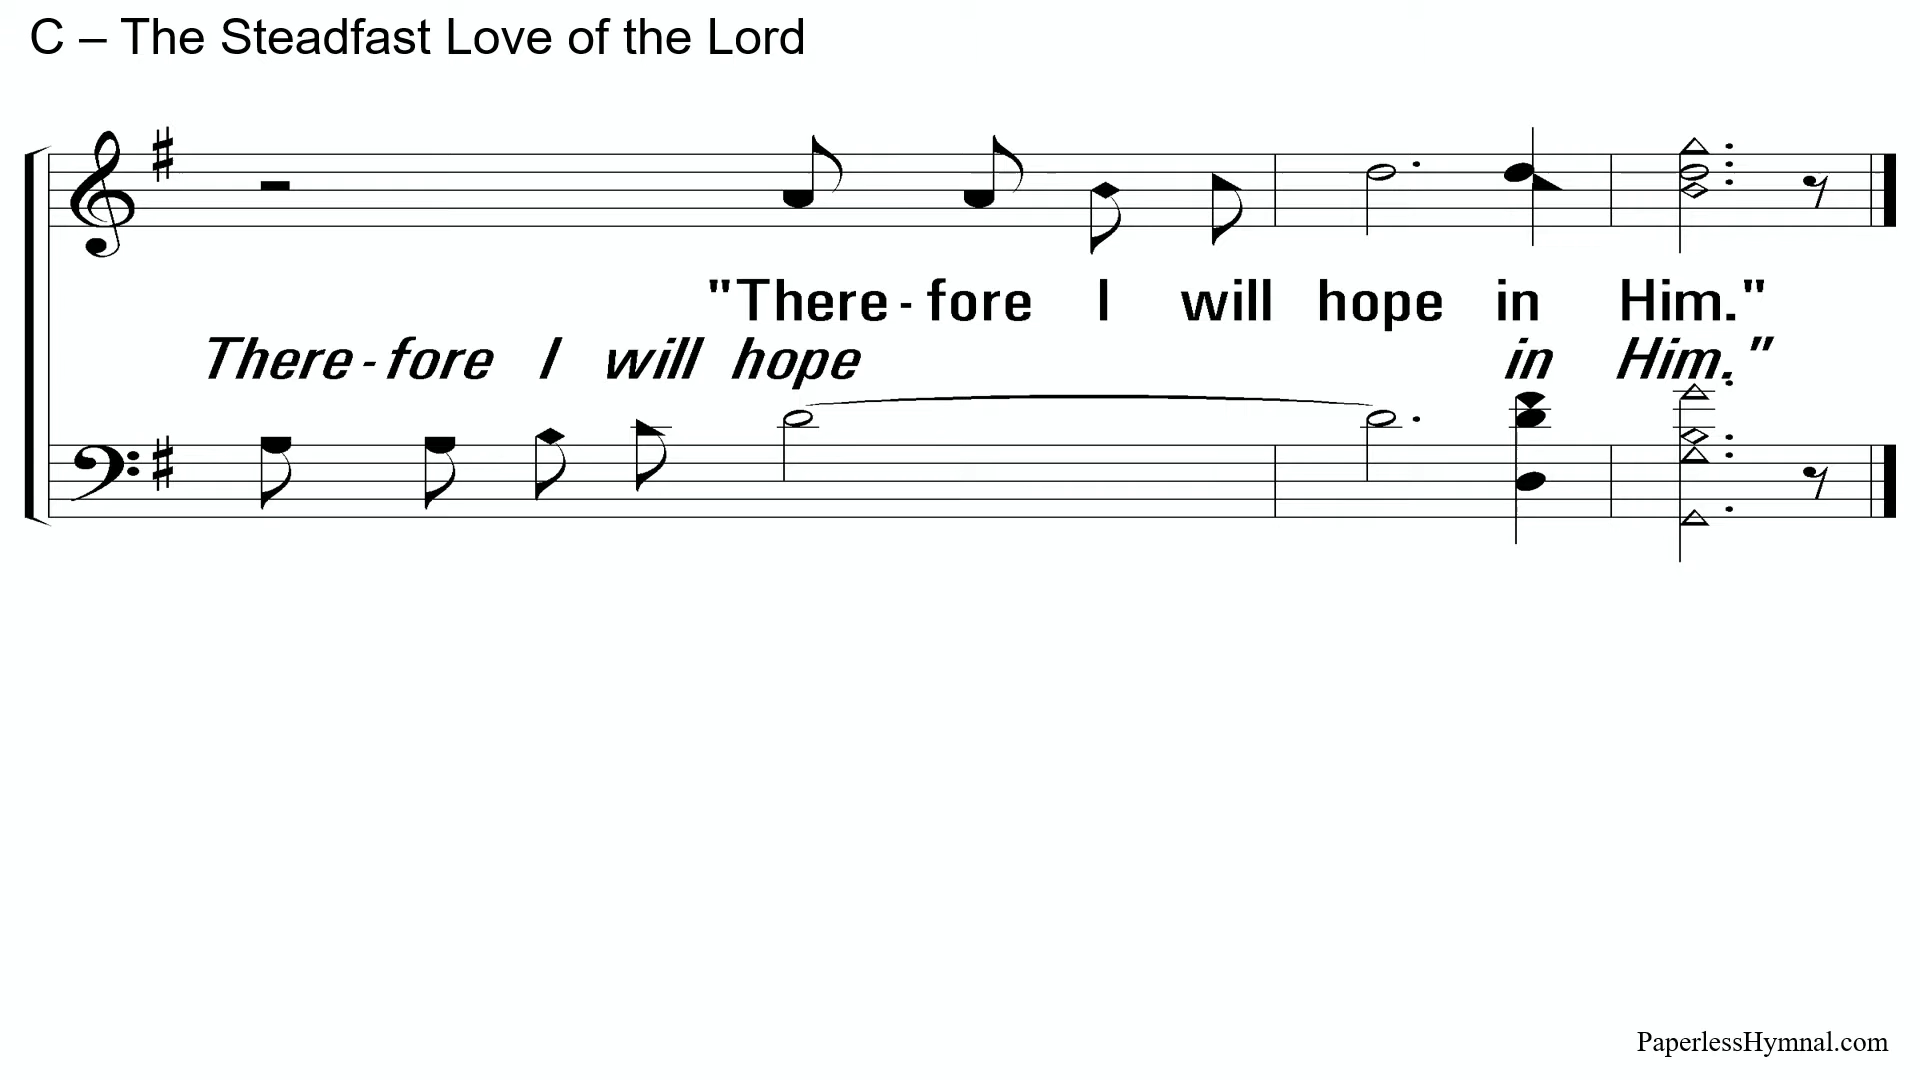 C – The Steadfast Love of the Lord
"There - fore I will hope in Him."
There - fore I will hope in Him.”
PaperlessHymnal.com